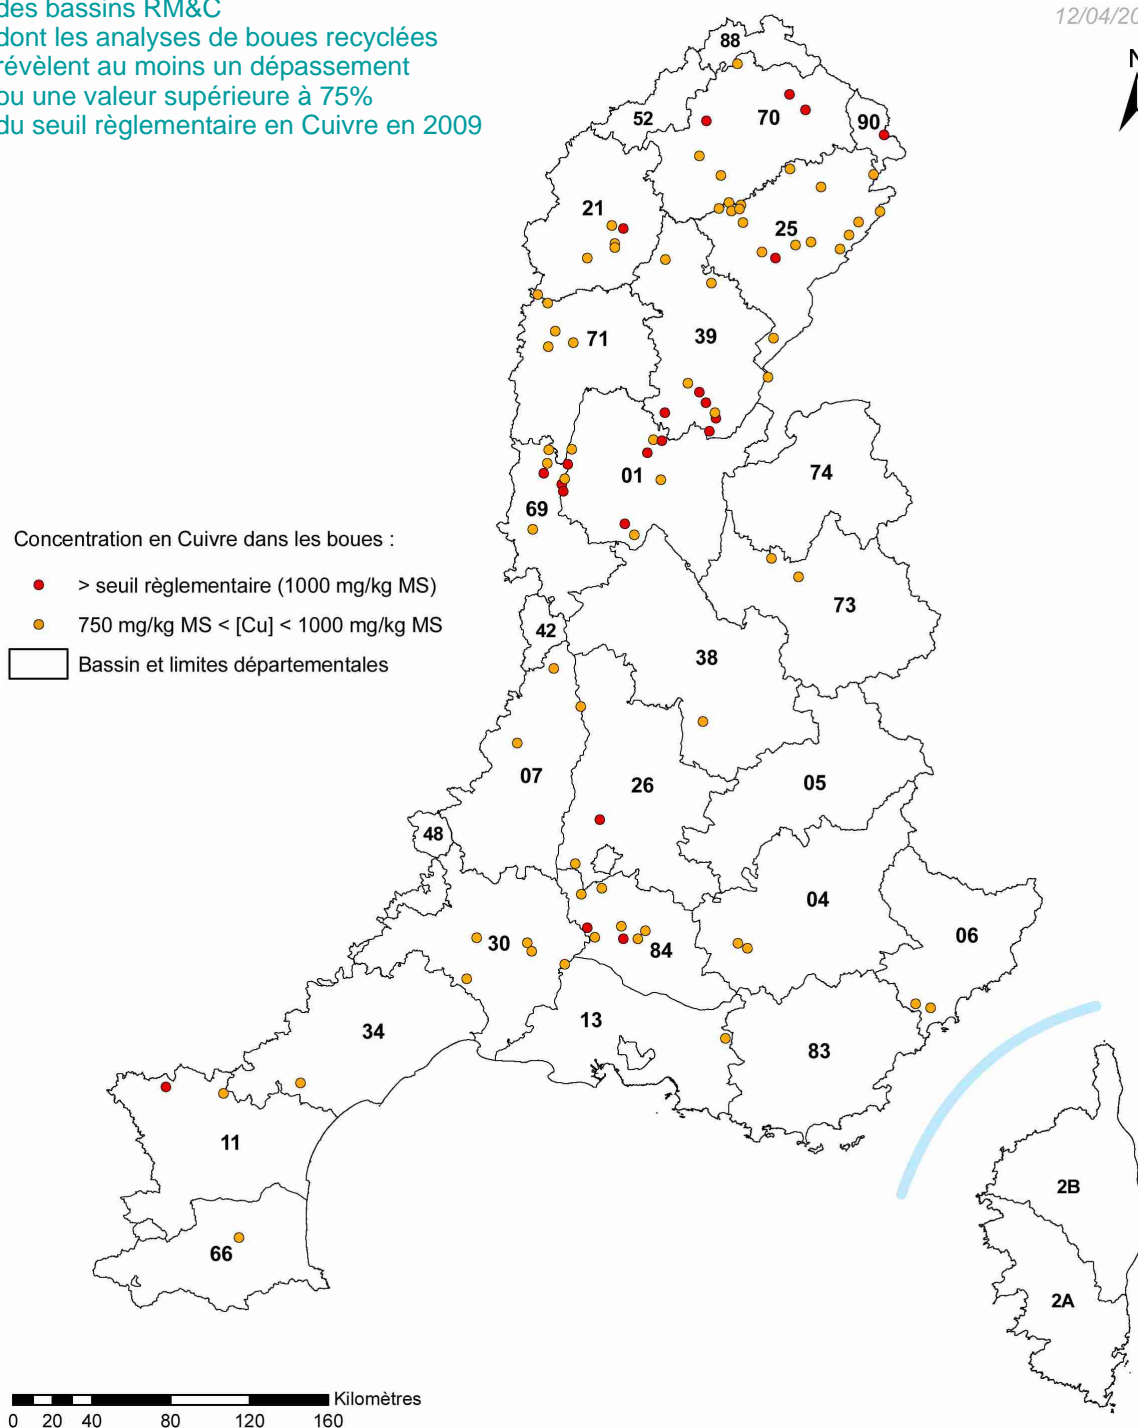 des bassins RM&C
dont les analyses de boues recyclées
révèlent au moins un dépassement
ou une valeur supérieure à 75%
du seuil règlementaire en Cuivre en 2009
12/04/20
N
88
52
70
90
21
25
71
39
01
74
69
73
42
38
07
26
05
48
04
06
30
84
34
13
83
11
66
2B
2A
Concentration en Cuivre dans les boues :
> seuil règlementaire (1000 mg/kg MS)
750 mg/kg MS < [Cu] < 1000 mg/kg MS
Bassin et limites départementales
Kilomètres
0 20 40 80 120 160